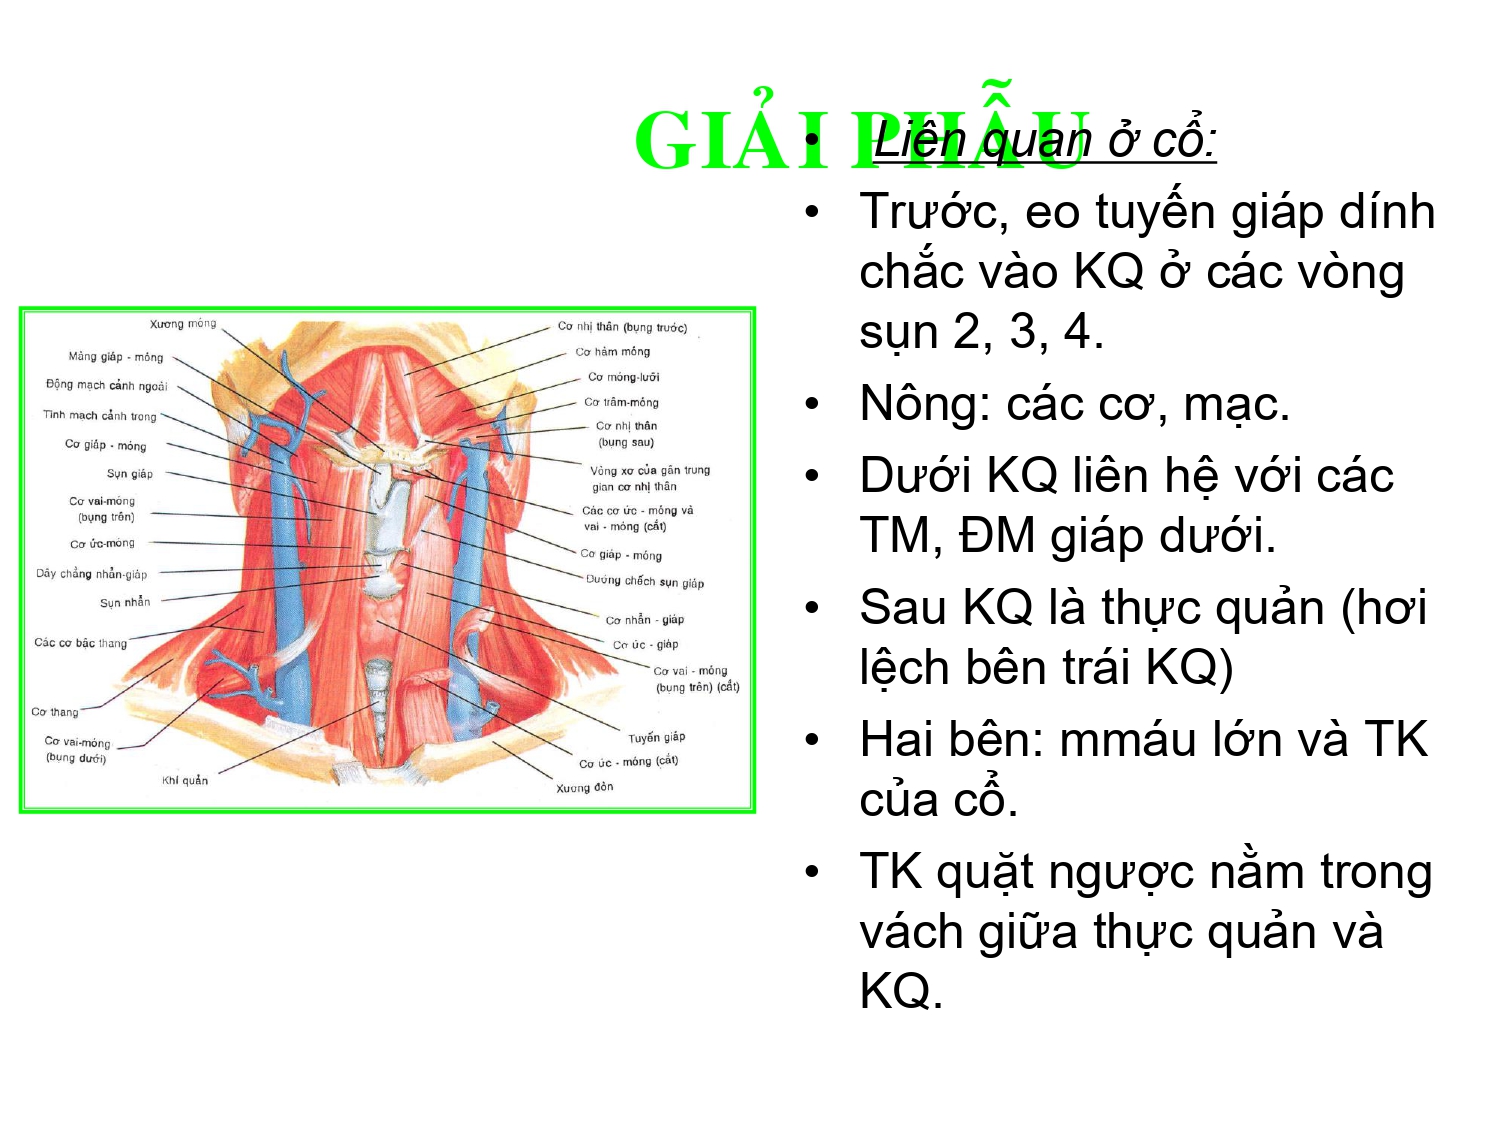 GIẢI PHẪU
• Liên quan ở cổ:
• Trước, eo tuyến giáp dính
chắc vào KQ ở các vòng
sụn 2, 3, 4.
• Nông: các cơ, mạc.
• Dưới KQ liên hệ với các
TM, ĐM giáp dưới.
• Sau KQ là thực quản (hơi
lệch bên trái KQ)
• Hai bên: mmáu lớn và TK
của cổ.
• TK quặt ngược nằm trong
vách giữa thực quản và
KQ.
Xương móng
Màng giáp - móng
Động mạch cảnh ngoài
Tĩnh mạch cảnh trong
Cơ giáp - móng
Sụn giáp
Cơ vai-móng
(bụng trên)
Cơ ức-móng
Dây chằng nhẫn-giáp
Sụn nhẫn
Các cơ bậc thang
Cơ thang
Cơ vai-móng
(bụng dưới)
Khí quản
Cơ nhị thân (bụng trước)
Cơ hàm móng
Cơ móng-lưỡi
Cơ trâm-móng
Cơ nhị thân
(bụng sau)
Vòng xơ của gân trung
gian cơ nhị thân
Các cơ ức - móng và
vai - móng (cắt)
Cơ giáp - móng
Đường chếch sụn giáp
Cơ nhẫn - giáp
Cơ ức - giáp
Cơ vai - móng
(bụng trên) (cắt)
Tuyến giáp
Cơ ức - móng (cắt)
Xương đòn